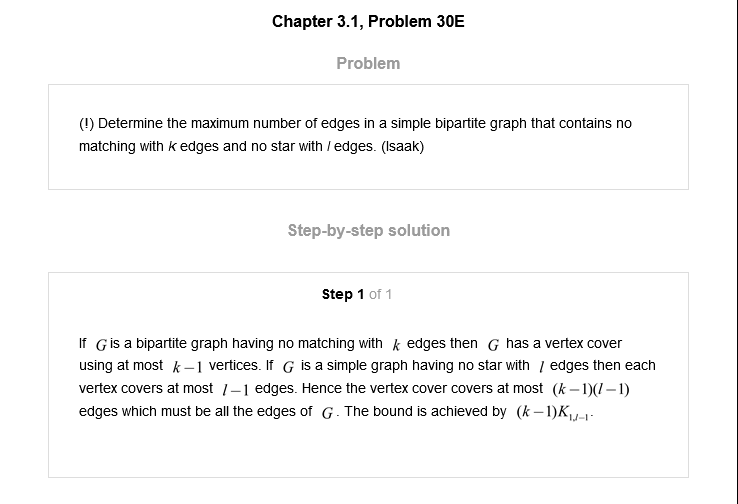 Chapter 3.1, Problem 30E
Problem
(!) Determine the maximum number of edges in a simple bipartite graph that contains no
matching with k edges and no star with l edges. (Isaak)
Step-by-step solution
Step 1 of 1
If G is a bipartite graph having no matching with k edges then G has a vertex cover
using at most k−1 vertices. If G is a simple graph having no star with l edges then each
vertex covers at most l−1 edges. Hence the vertex cover covers at most (k−1)(l−1)
edges which must be all the edges of G. The bound is achieved by (k−1)K₁,ₗ₋₁.